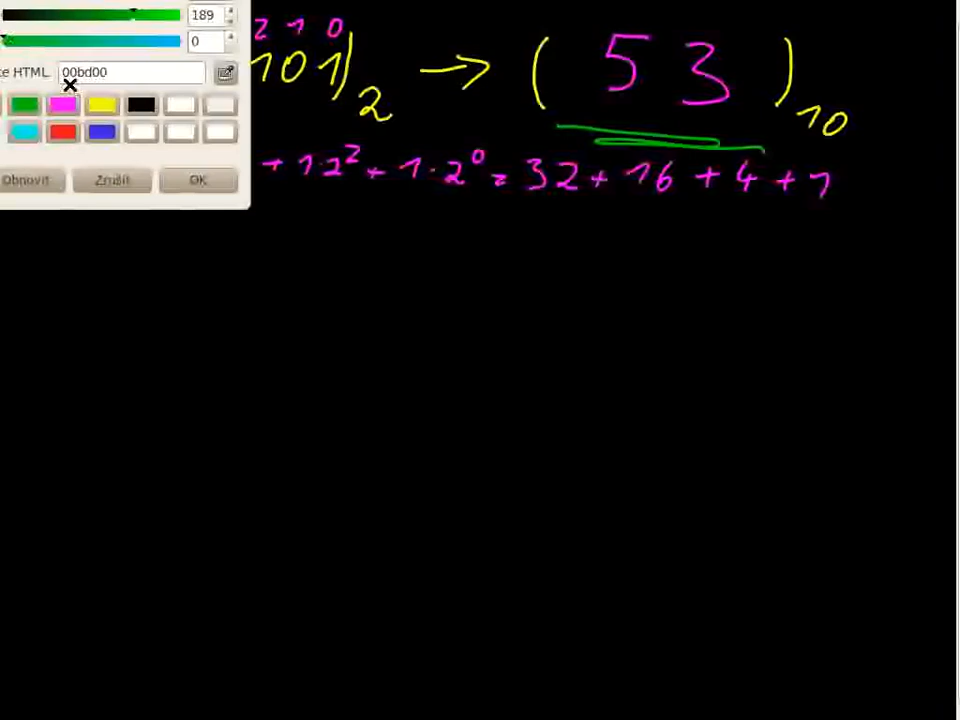 189
0
te HTML 00bd00
Obnovit Zrušit OK
2 1 0
101)₂ → ( 53 )₁₀
+ 1·2² + 1·2⁰ = 32 + 16 + 4 + 1